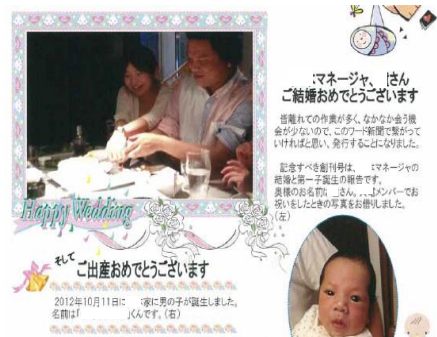 :マネージャ、 さん
ご結婚おめでとうございます
皆離れての作業が多く、なかなか会う機
会が少ないので、このワード新聞で繋がって
いければと思い、発行することになりました。
記念すべき創刊号は、 :マネージャの
結婚と第一子誕生の報告です。
奥様のお名前は さん。 メンバーでお
祝いをしたときの写真をお借りしました。
(左)
Happy Wedding
そして
ご出産おめでとうございます
2012年10月11日に 家に男の子が誕生しました。
名前は「 」くんです。(右)